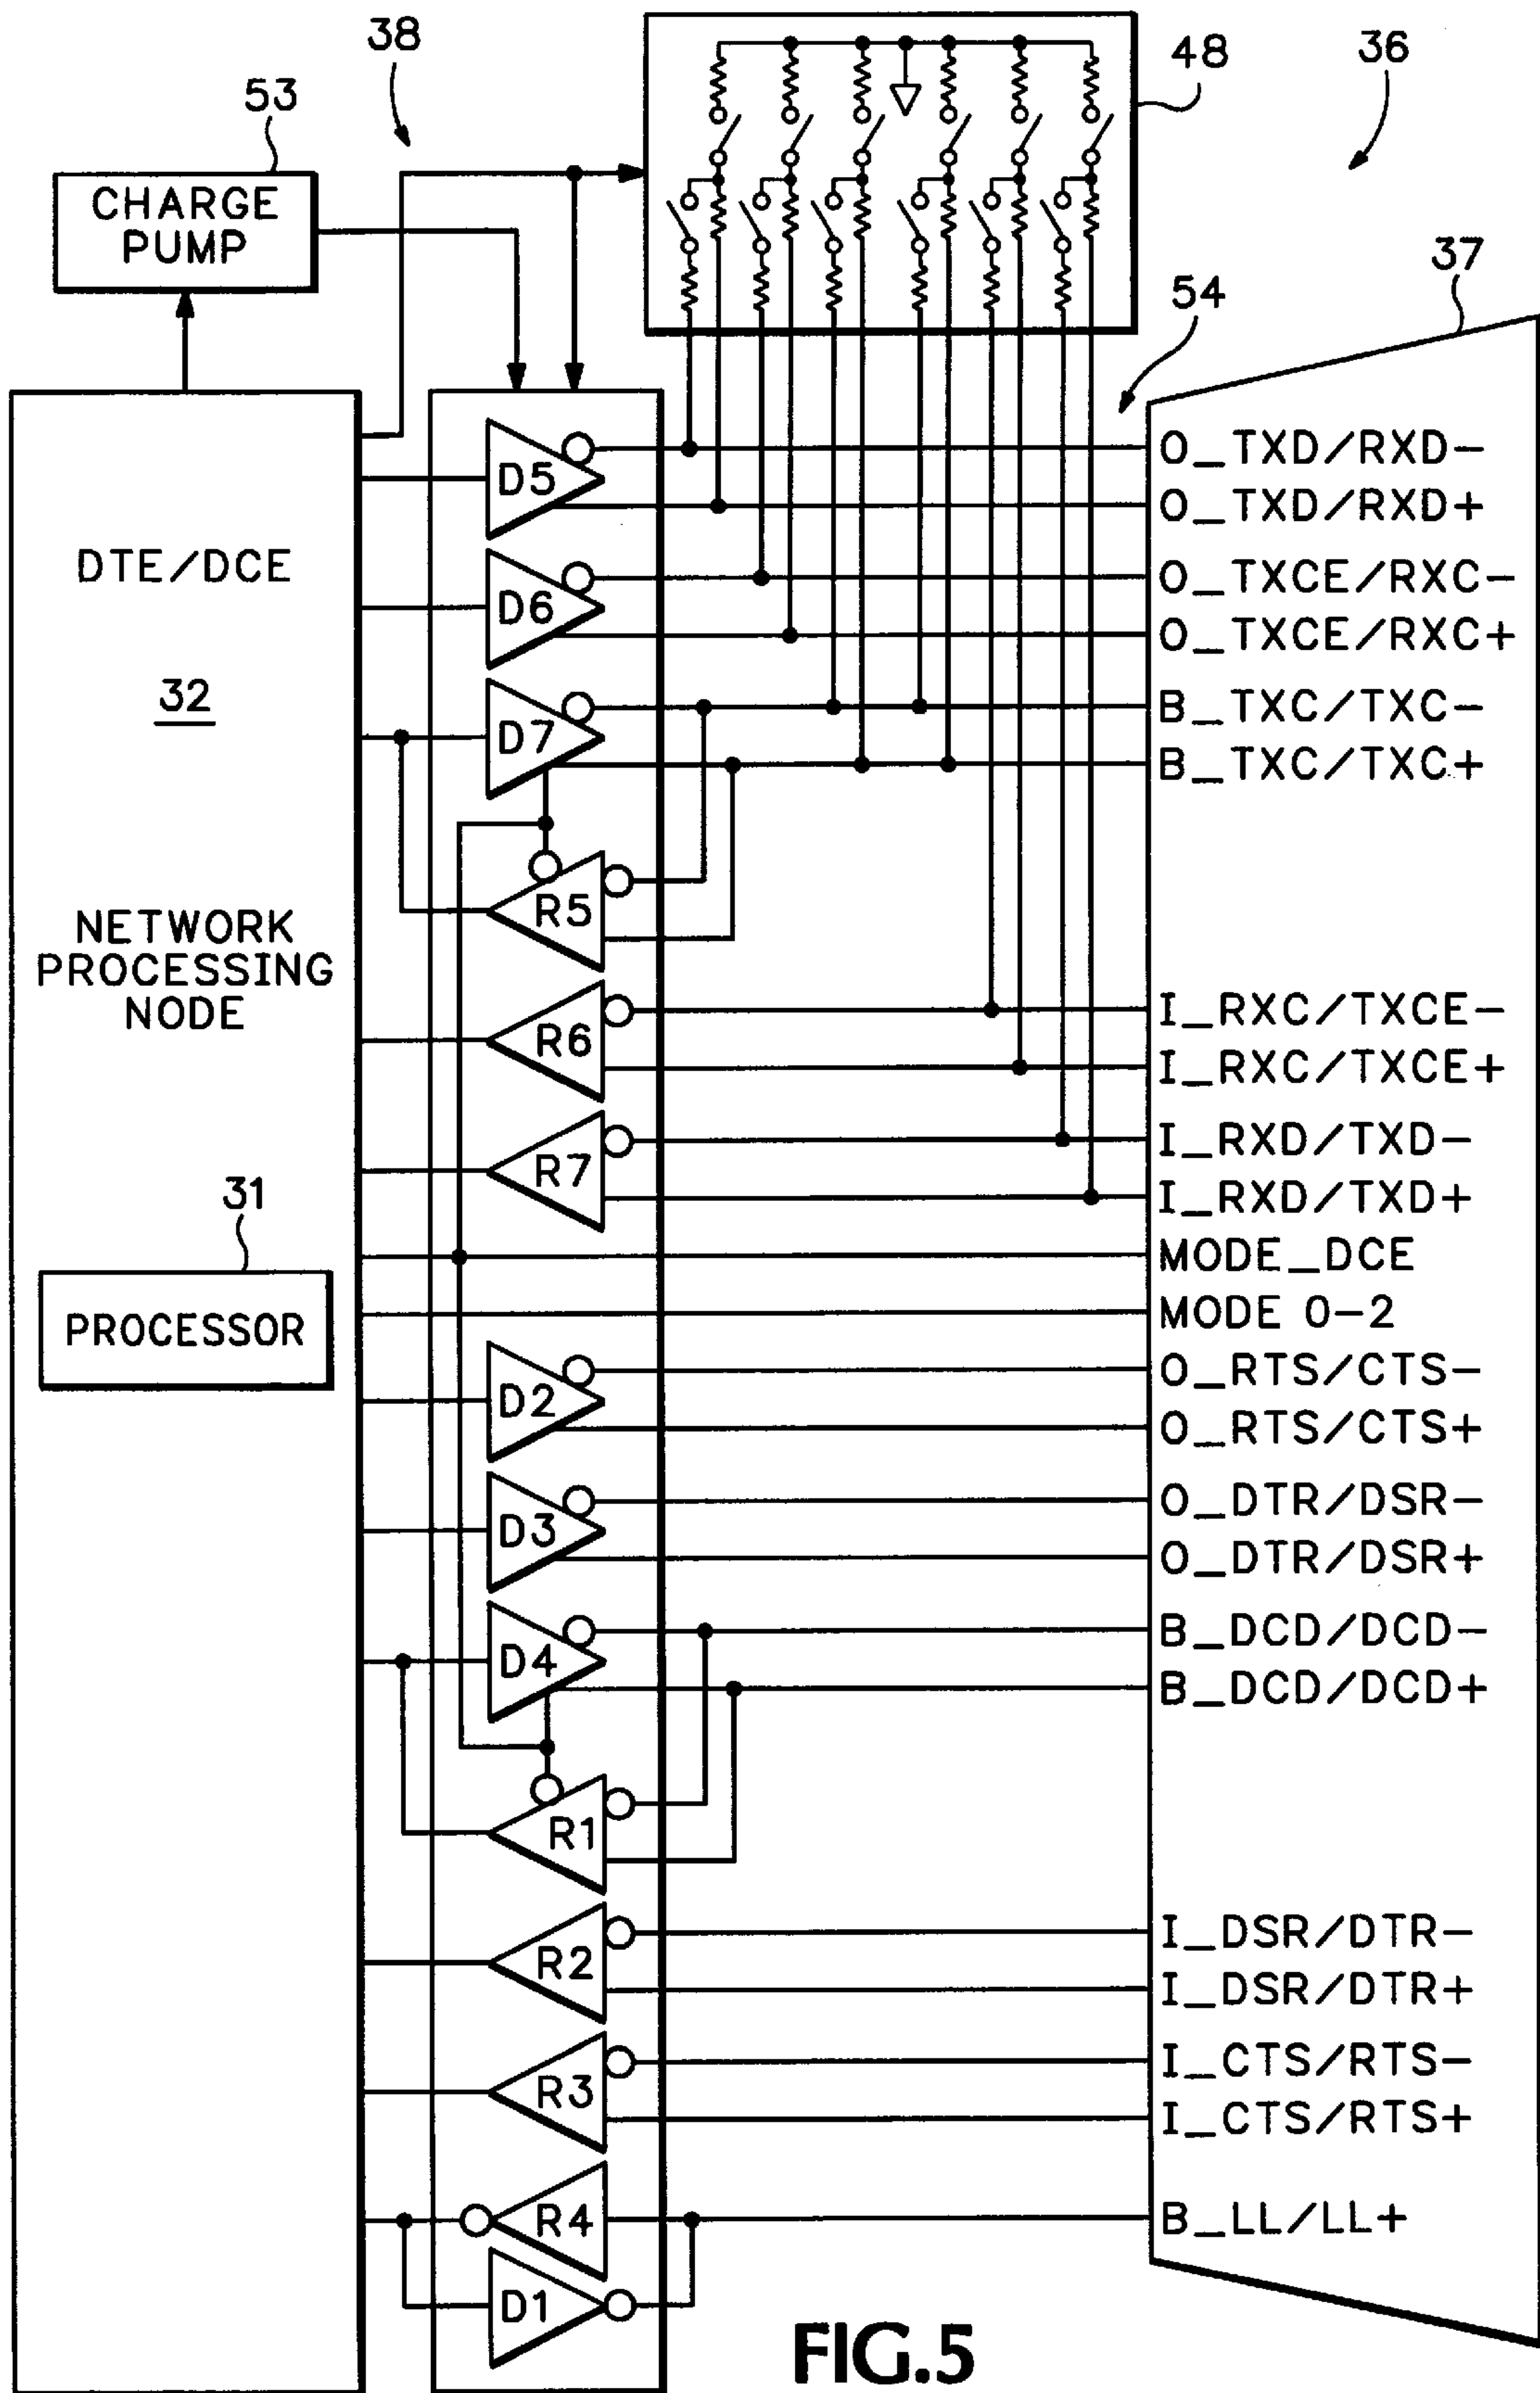 38
48
36
53
CHARGE
PUMP
37
54
D5
O_TXD/RXD-
O_TXD/RXD+
DTE/DCE
D6
O_TXCE/RXC-
O_TXCE/RXC+
32
D7
B_TXC/TXC-
B_TXC/TXC+
NETWORK
PROCESSING
NODE
R5
R6
I_RXC/TXCE-
I_RXC/TXCE+
R7
I_RXD/TXD-
I_RXD/TXD+
31
MODE_DCE
PROCESSOR
MODE 0-2
D2
O_RTS/CTS-
O_RTS/CTS+
D3
O_DTR/DSR-
O_DTR/DSR+
D4
B_DCD/DCD-
B_DCD/DCD+
R1
R2
I_DSR/DTR-
I_DSR/DTR+
R3
I_CTS/RTS-
I_CTS/RTS+
R4
B_LL/LL+
D1
FIG.5